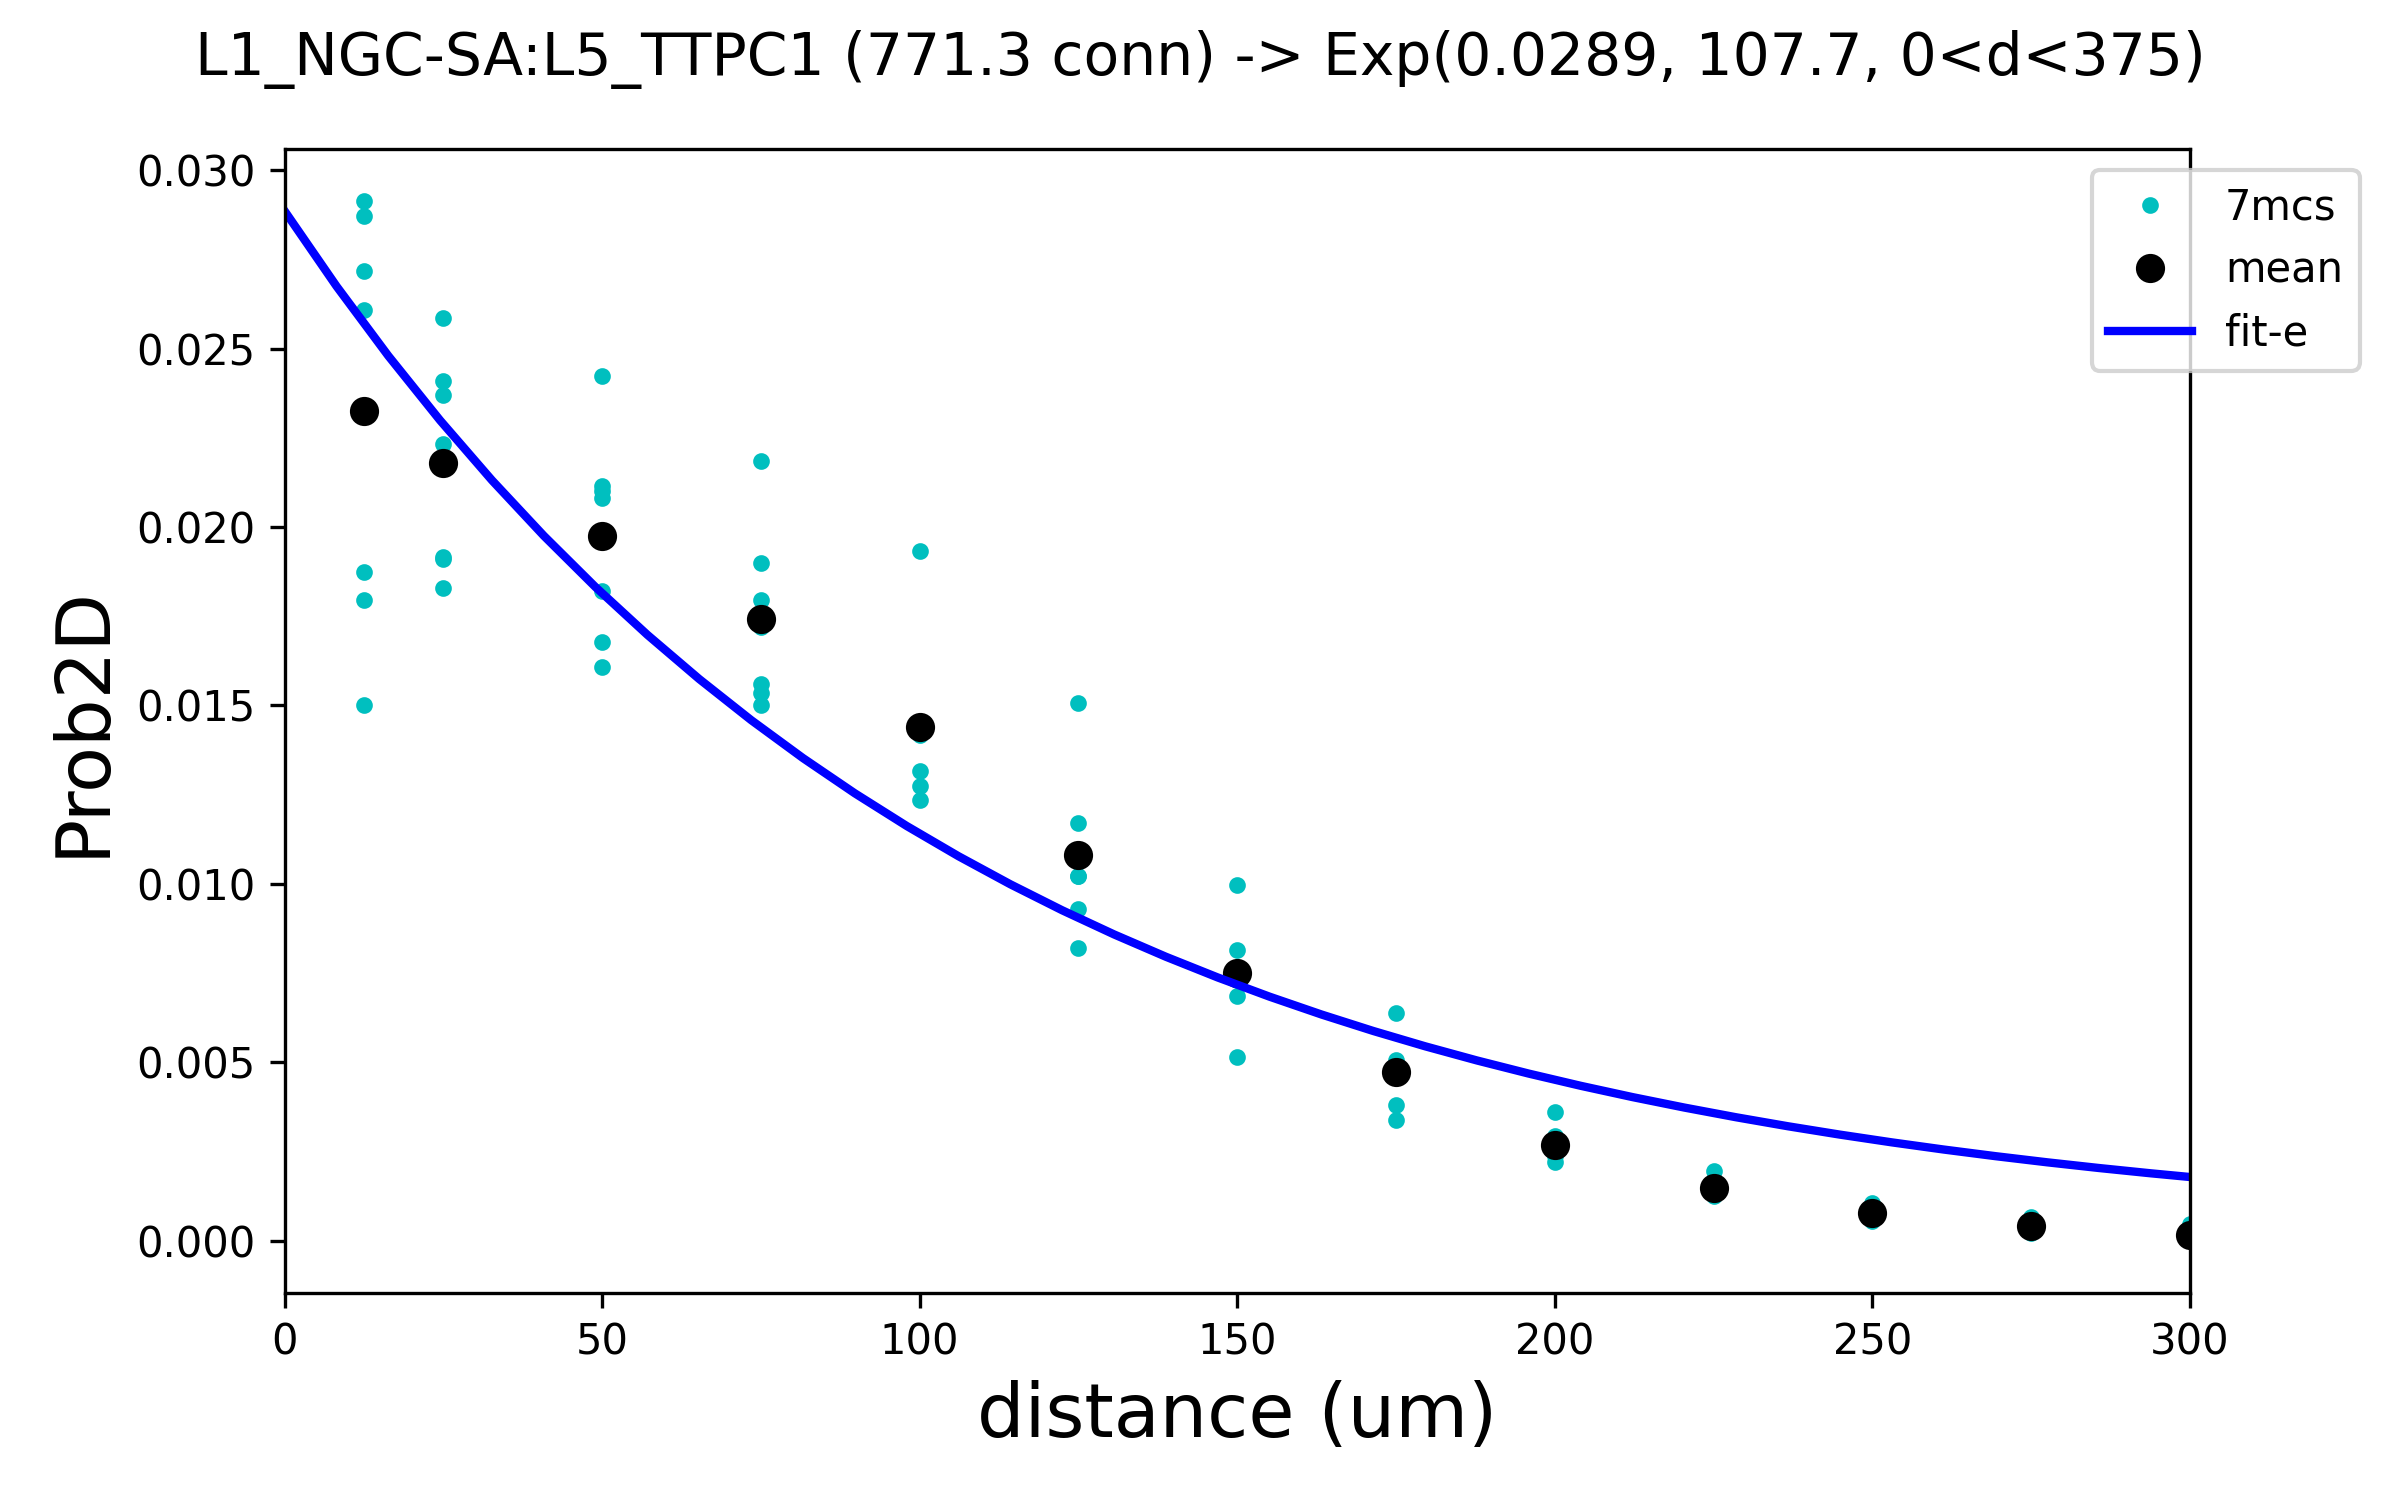 L1_NGC-SA:L5_TTPC1 (771.3 conn) -> Exp(0.0289, 107.7, 0<d<375)
7mcs
mean
fit-e
0.030
0.025
0.020
0.015
0.010
0.005
0.000
Prob2D
0 50 100 150 200 250 300
distance (um)